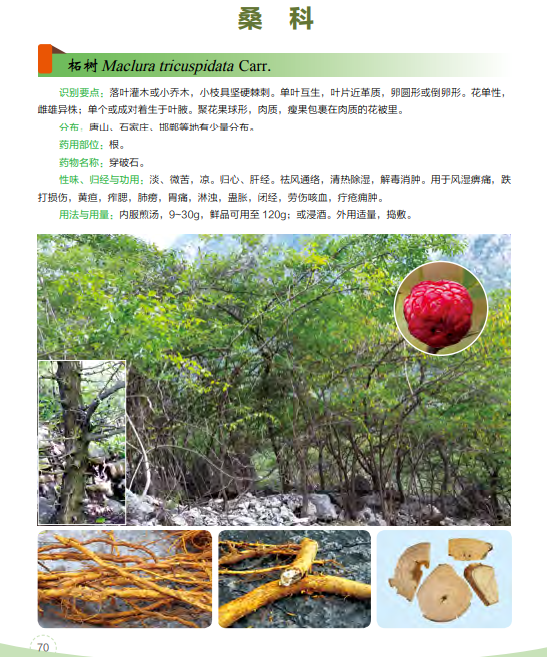 桑 科
柘树 Maclura tricuspidata Carr.
识别要点：落叶灌木或小乔木，小枝具坚硬棘刺。单叶互生，叶片近革质，卵圆形或倒卵形。花单性，
雌雄异株；单个或成对着生于叶腋。聚花果球形，肉质，瘦果包裹在肉质的花被里。
分布：唐山、石家庄、邯郸等地有少量分布。
药用部位：根。
药物名称：穿破石。
性味、归经与功用：淡、微苦，凉。归心、肝经。祛风通络，清热除湿，解毒消肿。用于风湿痹痛，跌
打损伤，黄疸，痄腮，肺痨，胃痛，淋浊，蛊胀，闭经，劳伤咳血，疔疮痈肿。
用法与用量：内服煎汤，9~30g，鲜品可用至 120g；或浸酒。外用适量，捣敷。
70